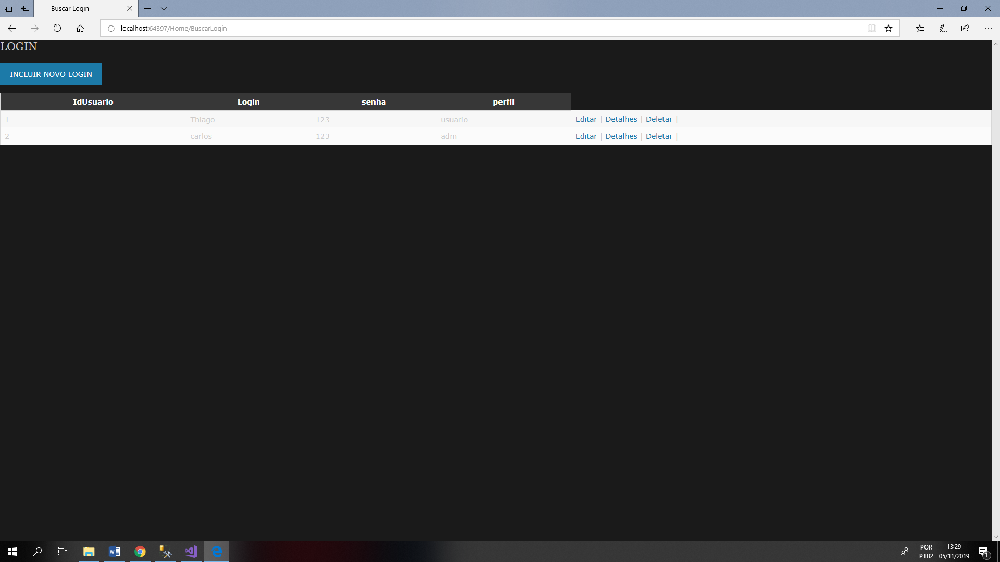 Buscar Login
localhost:64397/Home/BuscarLogin
LOGIN
INCLUIR NOVO LOGIN
IdUsuario Login senha perfil
1 Thiago 123 usuario Editar | Detalhes | Deletar |
2 carlos 123 adm Editar | Detalhes | Deletar |
POR 13:29
PTB2 05/11/2019 1